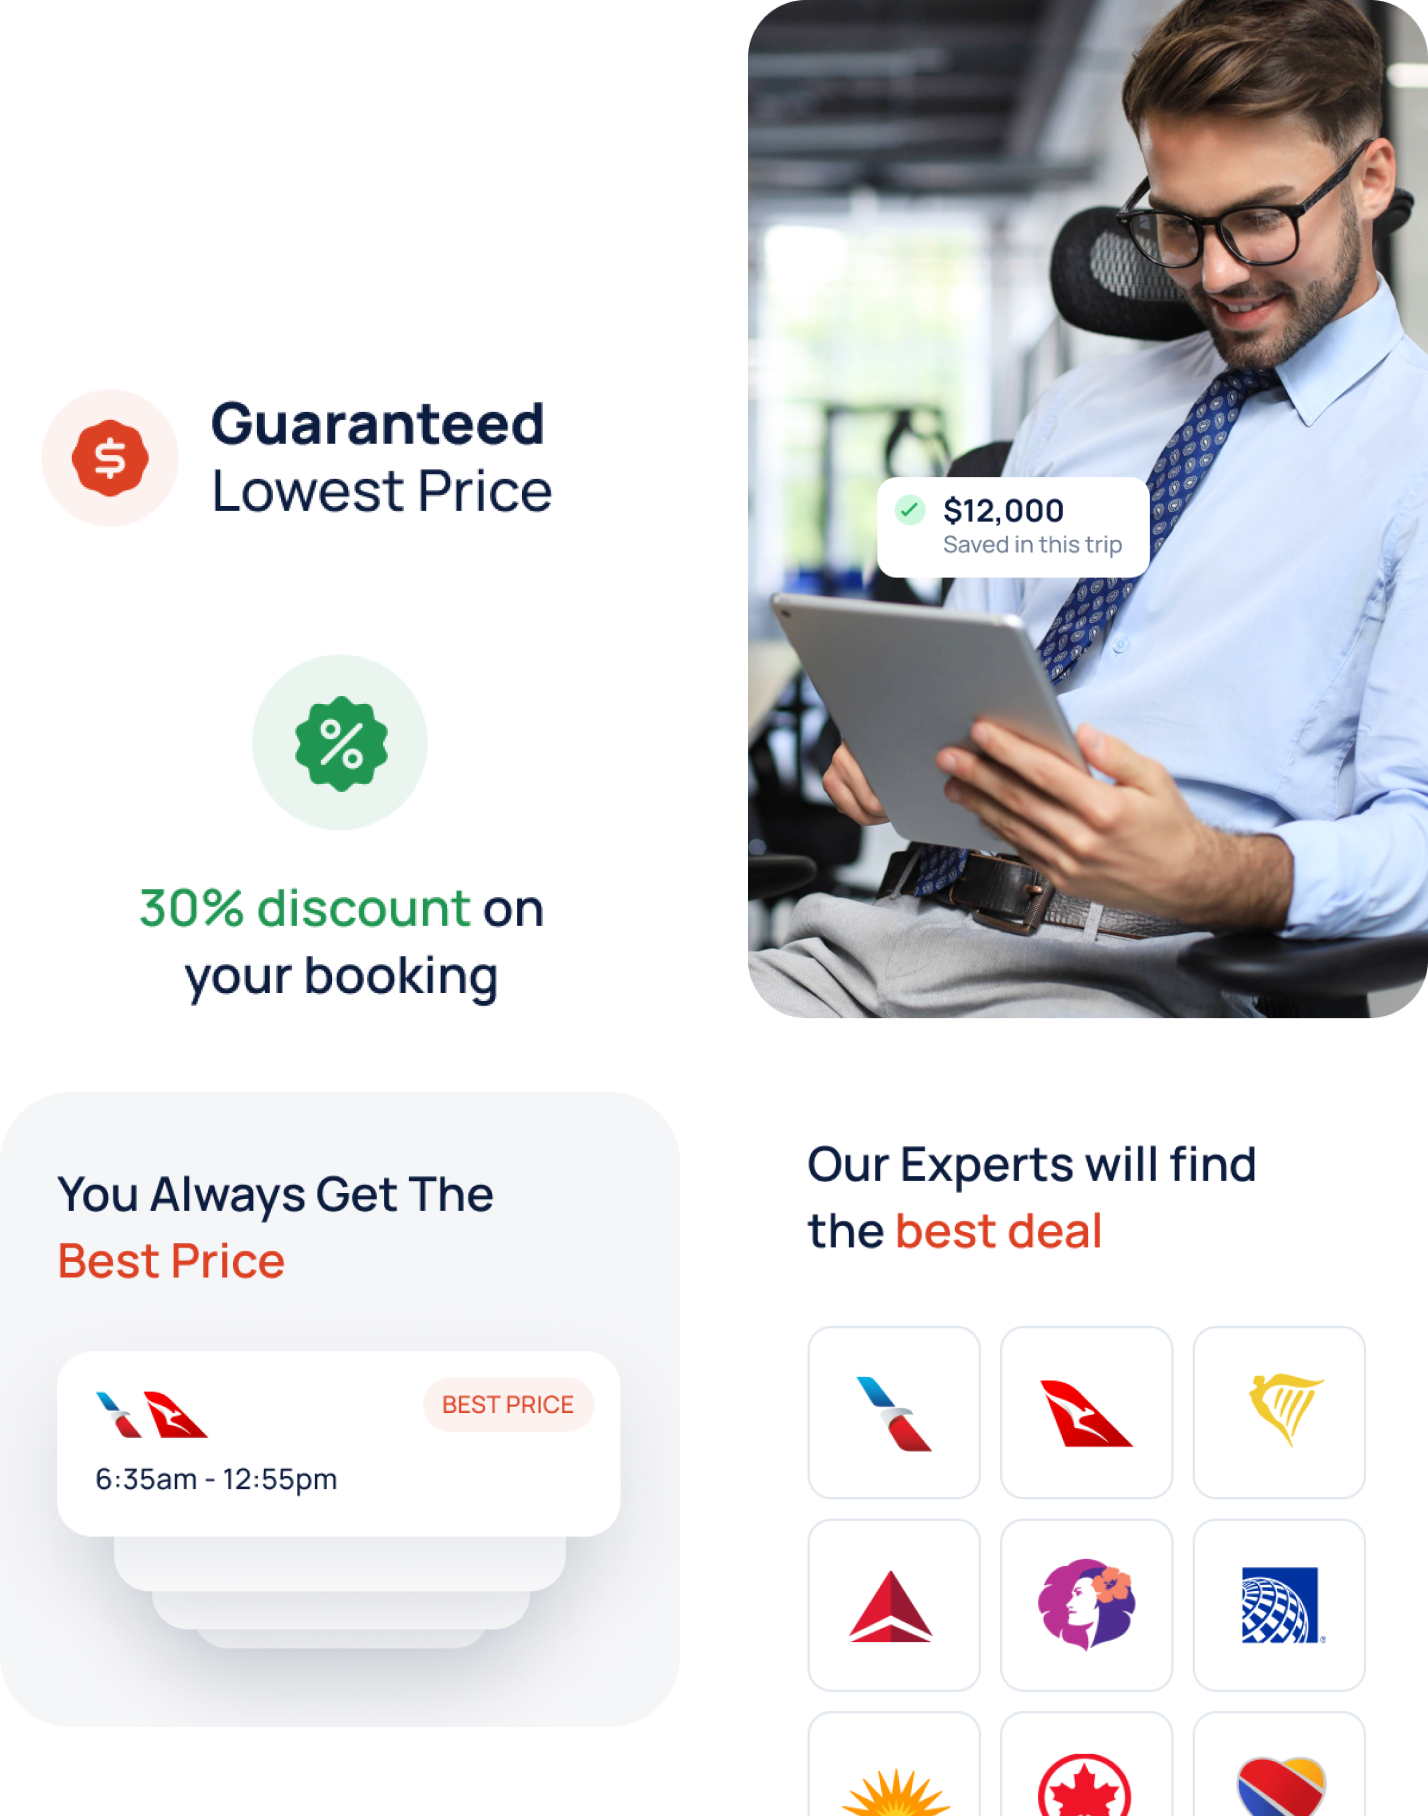 Guaranteed
Lowest Price
$12,000
Saved in this trip
30% discount on
your booking
You Always Get The
Best Price
BEST PRICE
6:35am - 12:55pm
Our Experts will find
the best deal